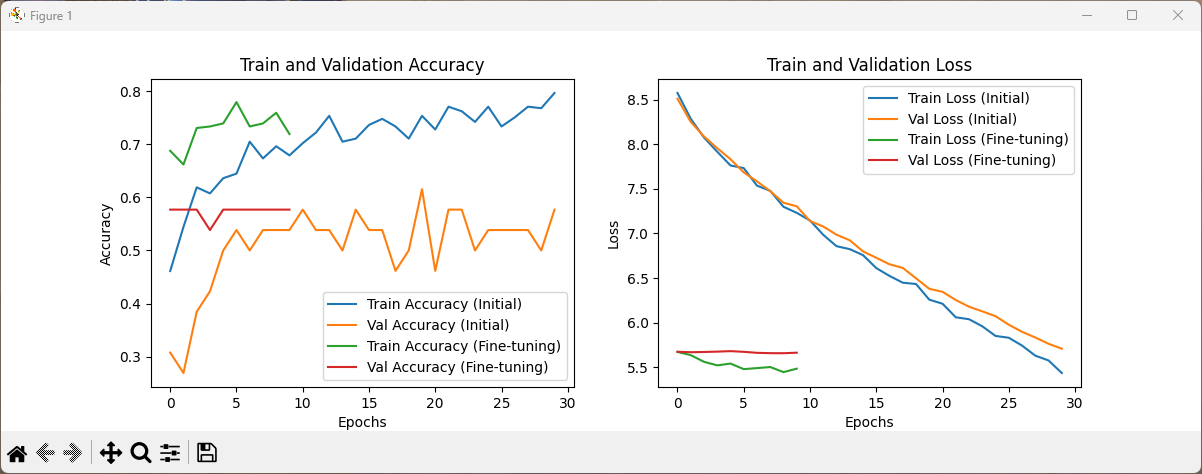 Figure 1
Train and Validation Accuracy
0.8
0.7
0.6
0.5
0.4
0.3
Accuracy
Train Accuracy (Initial)
Val Accuracy (Initial)
Train Accuracy (Fine-tuning)
Val Accuracy (Fine-tuning)
0 5 10 15 20 25 30
Epochs
Train and Validation Loss
8.5
8.0
7.5
7.0
6.5
6.0
5.5
Loss
Train Loss (Initial)
Val Loss (Initial)
Train Loss (Fine-tuning)
Val Loss (Fine-tuning)
0 5 10 15 20 25 30
Epochs